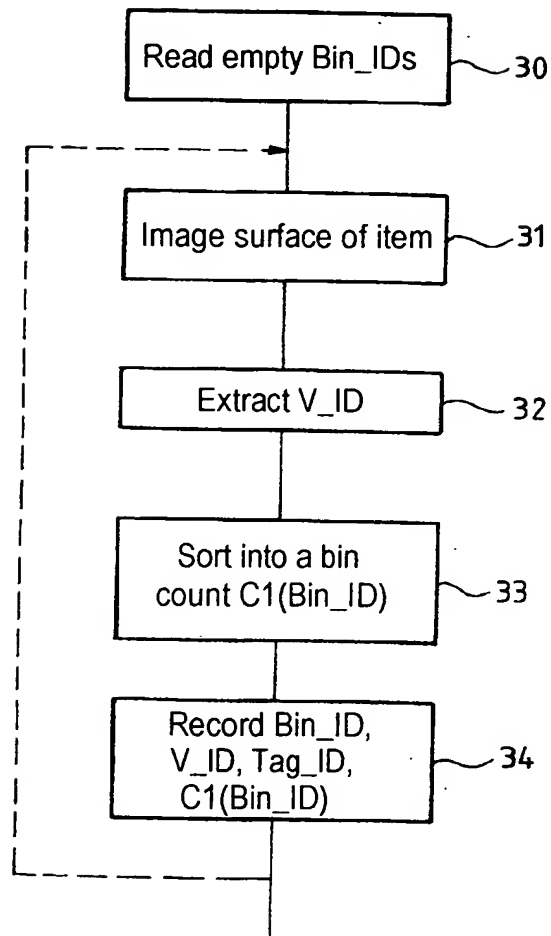 Read empty Bin_IDs
30
Image surface of item
31
Extract V_ID
32
Sort into a bin
count C1(Bin_ID)
33
Record Bin_ID,
V_ID, Tag_ID,
C1(Bin_ID)
34